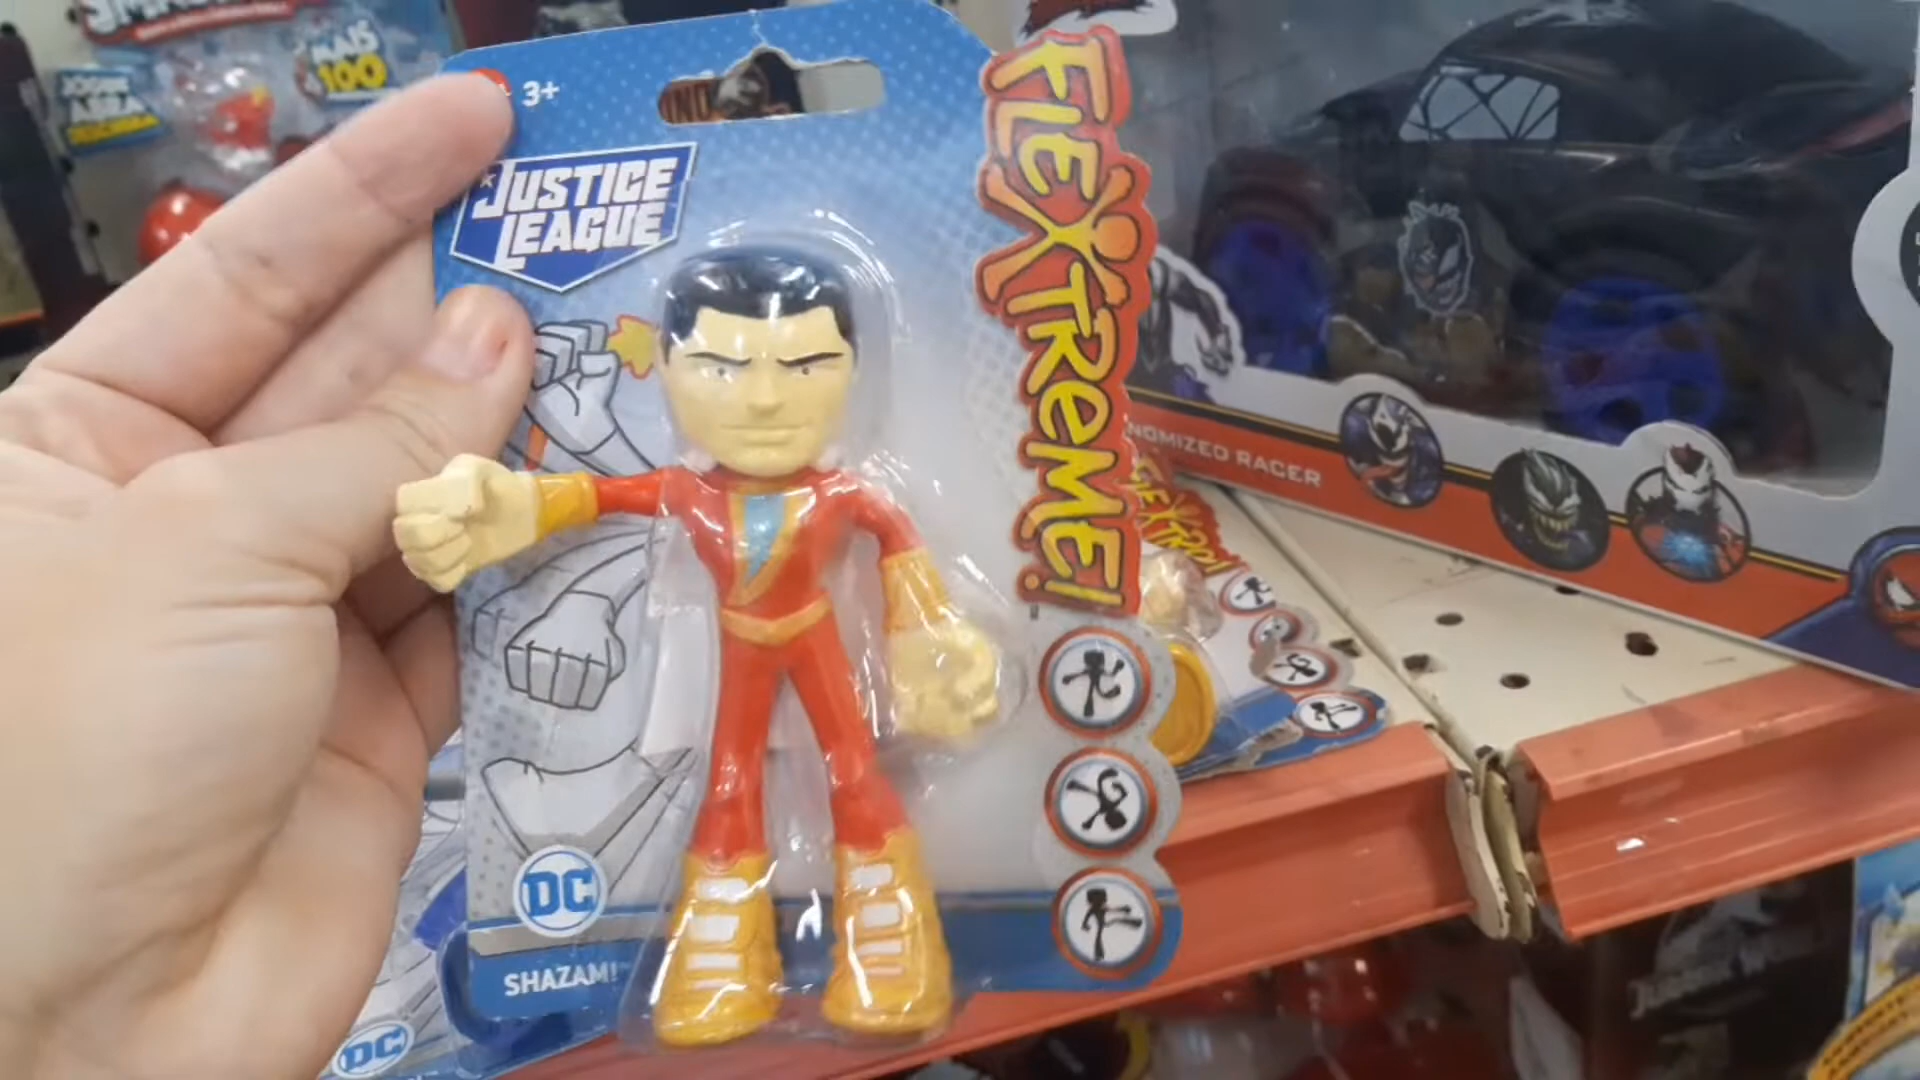 MAIS
100
3+
JUSTICE
LEAGUE
FLEXTREME!
DC
SHAZAM!
DC
NOMIZED RACER